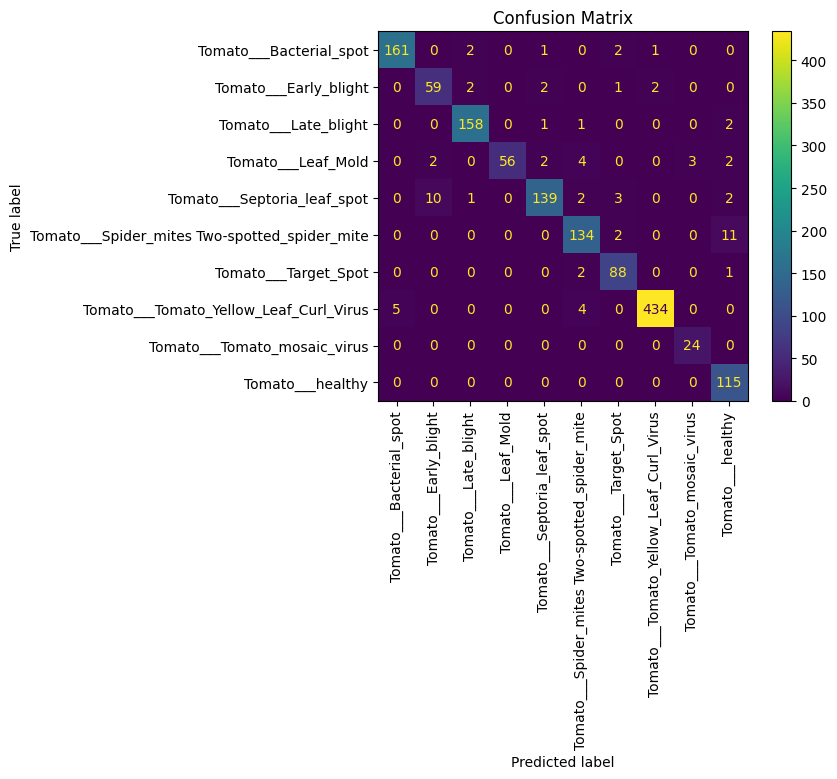 Confusion Matrix
Tomato___Bacterial_spot 161 0 2 0 1 0 2 1 0 0
Tomato___Early_blight 0 59 2 0 2 0 1 2 0 0
Tomato___Late_blight 0 0 158 0 1 1 0 0 0 2
Tomato___Leaf_Mold 0 2 0 56 2 4 0 0 3 2
Tomato___Septoria_leaf_spot 0 10 1 0 139 2 3 0 0 2
Tomato___Spider_mites Two-spotted_spider_mite 0 0 0 0 0 134 2 0 0 11
Tomato___Target_Spot 0 0 0 0 0 2 88 0 0 1
Tomato___Tomato_Yellow_Leaf_Curl_Virus 5 0 0 0 0 4 0 434 0 0
Tomato___Tomato_mosaic_virus 0 0 0 0 0 0 0 0 24 0
Tomato___healthy 0 0 0 0 0 0 0 0 0 115
True label
Tomato___Bacterial_spot
Tomato___Early_blight
Tomato___Late_blight
Tomato___Leaf_Mold
Tomato___Septoria_leaf_spot
Tomato___Spider_mites Two-spotted_spider_mite
Tomato___Target_Spot
Tomato___Tomato_Yellow_Leaf_Curl_Virus
Tomato___Tomato_mosaic_virus
Tomato___healthy
Predicted label
400
350
300
250
200
150
100
50
0